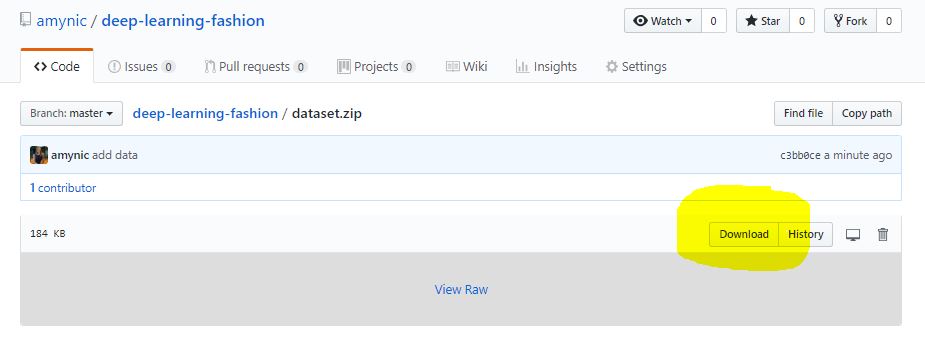 amynic / deep-learning-fashion
Watch 0 Star 0 Fork 0
Code Issues 0 Pull requests 0 Projects 0 Wiki Insights Settings
Branch: master deep-learning-fashion / dataset.zip Find file Copy path
amynic add data c3bb0ce a minute ago
1 contributor
184 KB Download History
View Raw